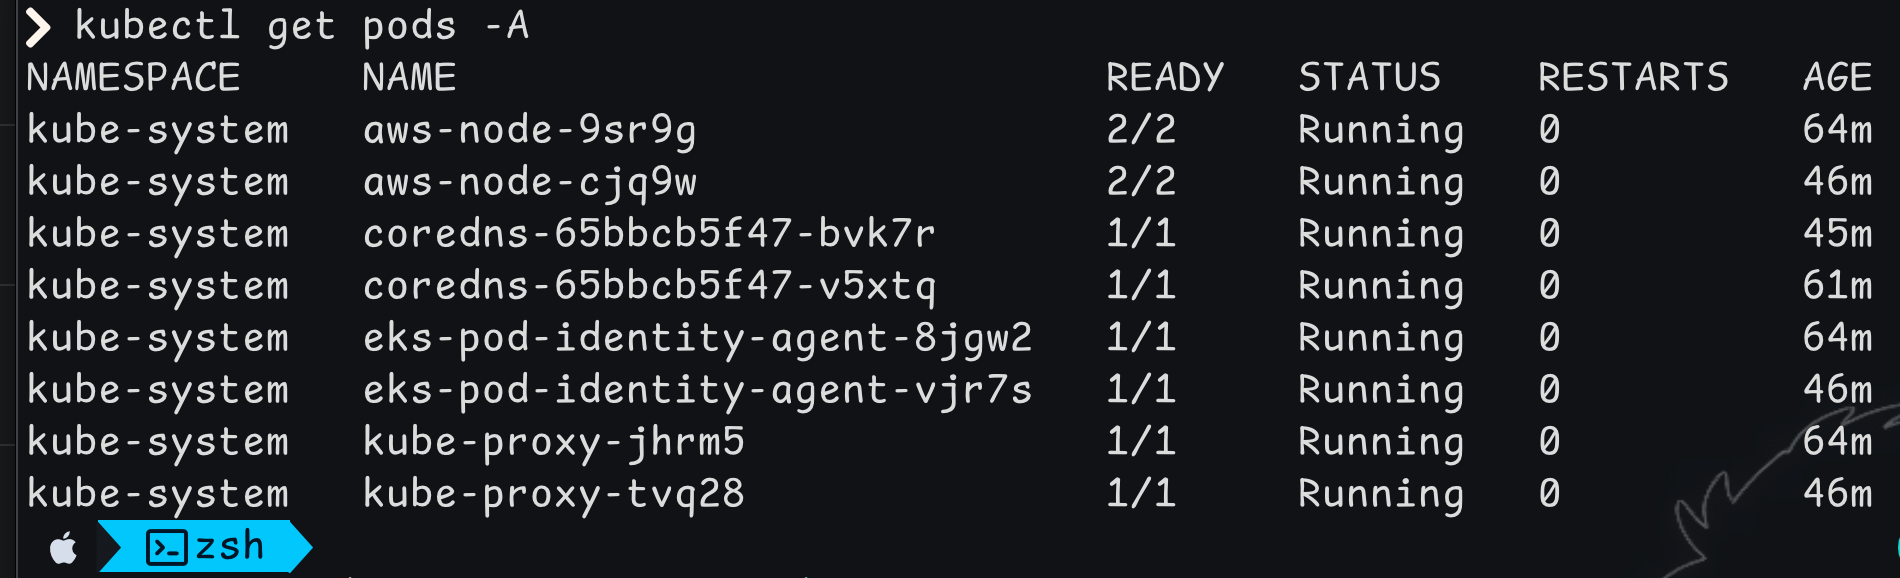 ❯ kubectl get pods -A
NAMESPACE NAME READY STATUS RESTARTS AGE
kube-system aws-node-9sr9g 2/2 Running 0 64m
kube-system aws-node-cjq9w 2/2 Running 0 46m
kube-system coredns-65bbcb5f47-bvk7r 1/1 Running 0 45m
kube-system coredns-65bbcb5f47-v5xtq 1/1 Running 0 61m
kube-system eks-pod-identity-agent-8jgw2 1/1 Running 0 64m
kube-system eks-pod-identity-agent-vjr7s 1/1 Running 0 46m
kube-system kube-proxy-jhrm5 1/1 Running 0 64m
kube-system kube-proxy-tvq28 1/1 Running 0 46m
zsh